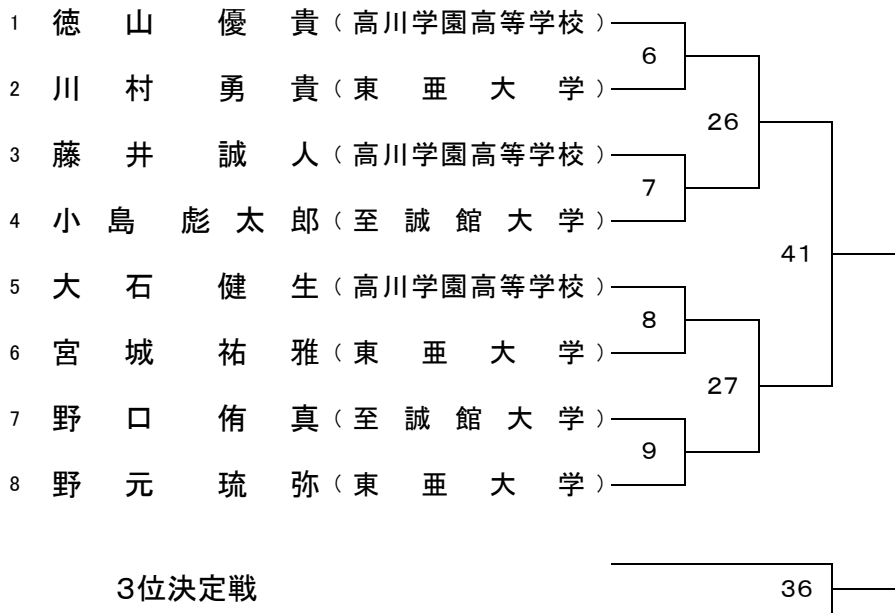 1 徳山優貴（高川学園高等学校）
6
2 川村勇貴（東亜大学）
26
3 藤井誠人（高川学園高等学校）
7
4 小島彪太郎（至誠館大学）
41
5 大石健生（高川学園高等学校）
8
6 宮城祐雅（東亜大学）
27
7 野口侑真（至誠館大学）
9
8 野元琉弥（東亜大学）
3位決定戦 36